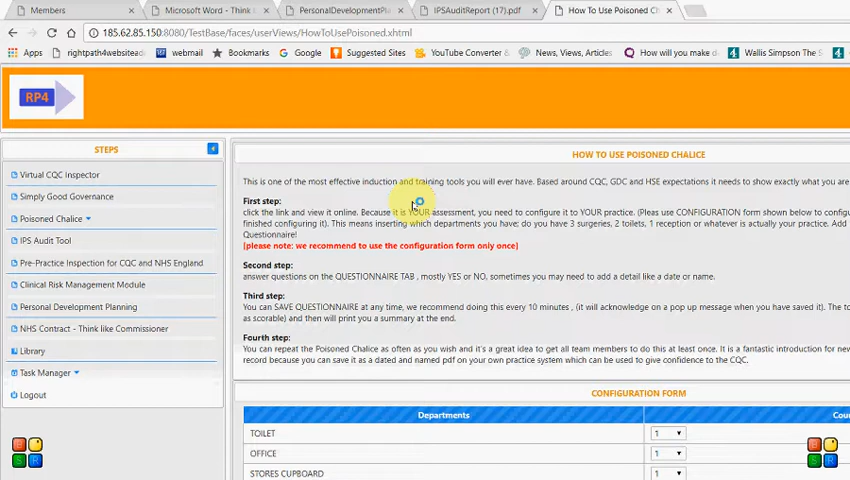 Members
Microsoft Word - Think L
PersonalDevelopmentPla
IPSAuditReport (17).pdf
How To Use Poisoned Ch
185.62.85.150:8080/TestBase/faces/userViews/HowToUsePoisoned.xhtml
Apps
rightpath4websitead
webmail
Bookmarks
Google
Suggested Sites
YouTube Converter &
News, Views, Articles
How will you make d
Wallis Simpson The S
RP4
STEPS
HOW TO USE POISONED CHALICE
Virtual CQC Inspector
Simply Good Governance
Poisoned Chalice
IPS Audit Tool
Pre-Practice Inspection for CQC and NHS England
Clinical Risk Management Module
Personal Development Planning
NHS Contract - Think like Commissioner
Library
Task Manager
Logout
This is one of the most effective induction and training tools you will ever have. Based around CQC, GDC and HSE expectations it needs to show exactly what you are
First step:
click the link and view it online. Because it is YOUR assessment, you need to configure it to YOUR practice. (Pleas use CONFIGURATION form shown below to configu
finished configuring it). This means inserting which departments you have; do you have 3 surgeries, 2 toilets, 1 reception or whatever is actually your practice. Add
Questionnaire!
[please note: we recommend to use the configuration form only once]
Second step:
answer questions on the QUESTIONNAIRE TAB , mostly YES or NO, sometimes you may need to add a detail like a date or name.
Third step:
You can SAVE QUESTIONNAIRE at any time, we recommend doing this every 10 minutes , (it will acknowledge on a pop up message when you have saved it). The to
as scorable) and then will print you a summary at the end.
Fourth step:
You can repeat the Poisoned Chalice as often as you wish and it's a great idea to get all team members to do this at least once. It is a fantastic introduction for new
record because you can save it as a dated and named pdf on your own practice system which can be used to give confidence to the CQC.
CONFIGURATION FORM
Departments
Cou
TOILET
1
OFFICE
1
STORES CUPBOARD
1
S R
S R